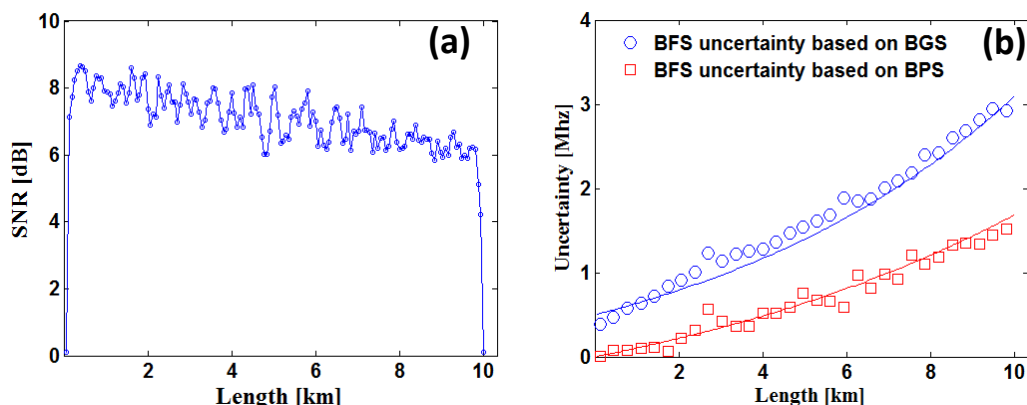 (a)
SNR [dB]
10
8
6
4
2
0
2
4
6
8
10
Length [km]
(b)
BFS uncertainty based on BGS
BFS uncertainty based on BPS
Uncertainty [Mhz]
4
3
2
1
0
0
2
4
6
8
10
Length [km]